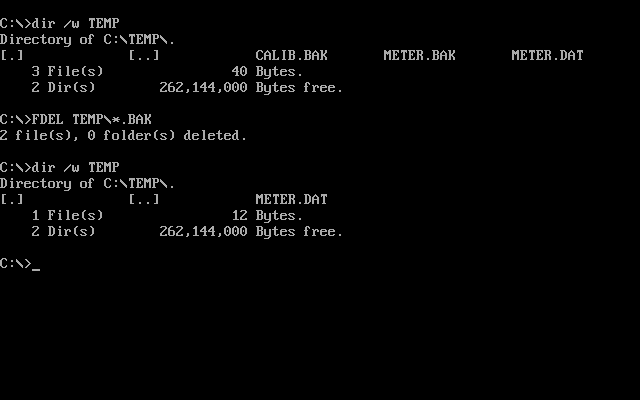 C:\>dir /w TEMP
Directory of C:\TEMP\.
[.]             [..]            CALIB.BAK       METER.BAK       METER.DAT
    3 File(s)             40 Bytes.
    2 Dir(s)     262,144,000 Bytes free.
C:\>FDEL TEMP\*.BAK
2 file(s), 0 folder(s) deleted.
C:\>dir /w TEMP
Directory of C:\TEMP\.
[.]             [..]            METER.DAT
    1 File(s)             12 Bytes.
    2 Dir(s)     262,144,000 Bytes free.
C:\>_